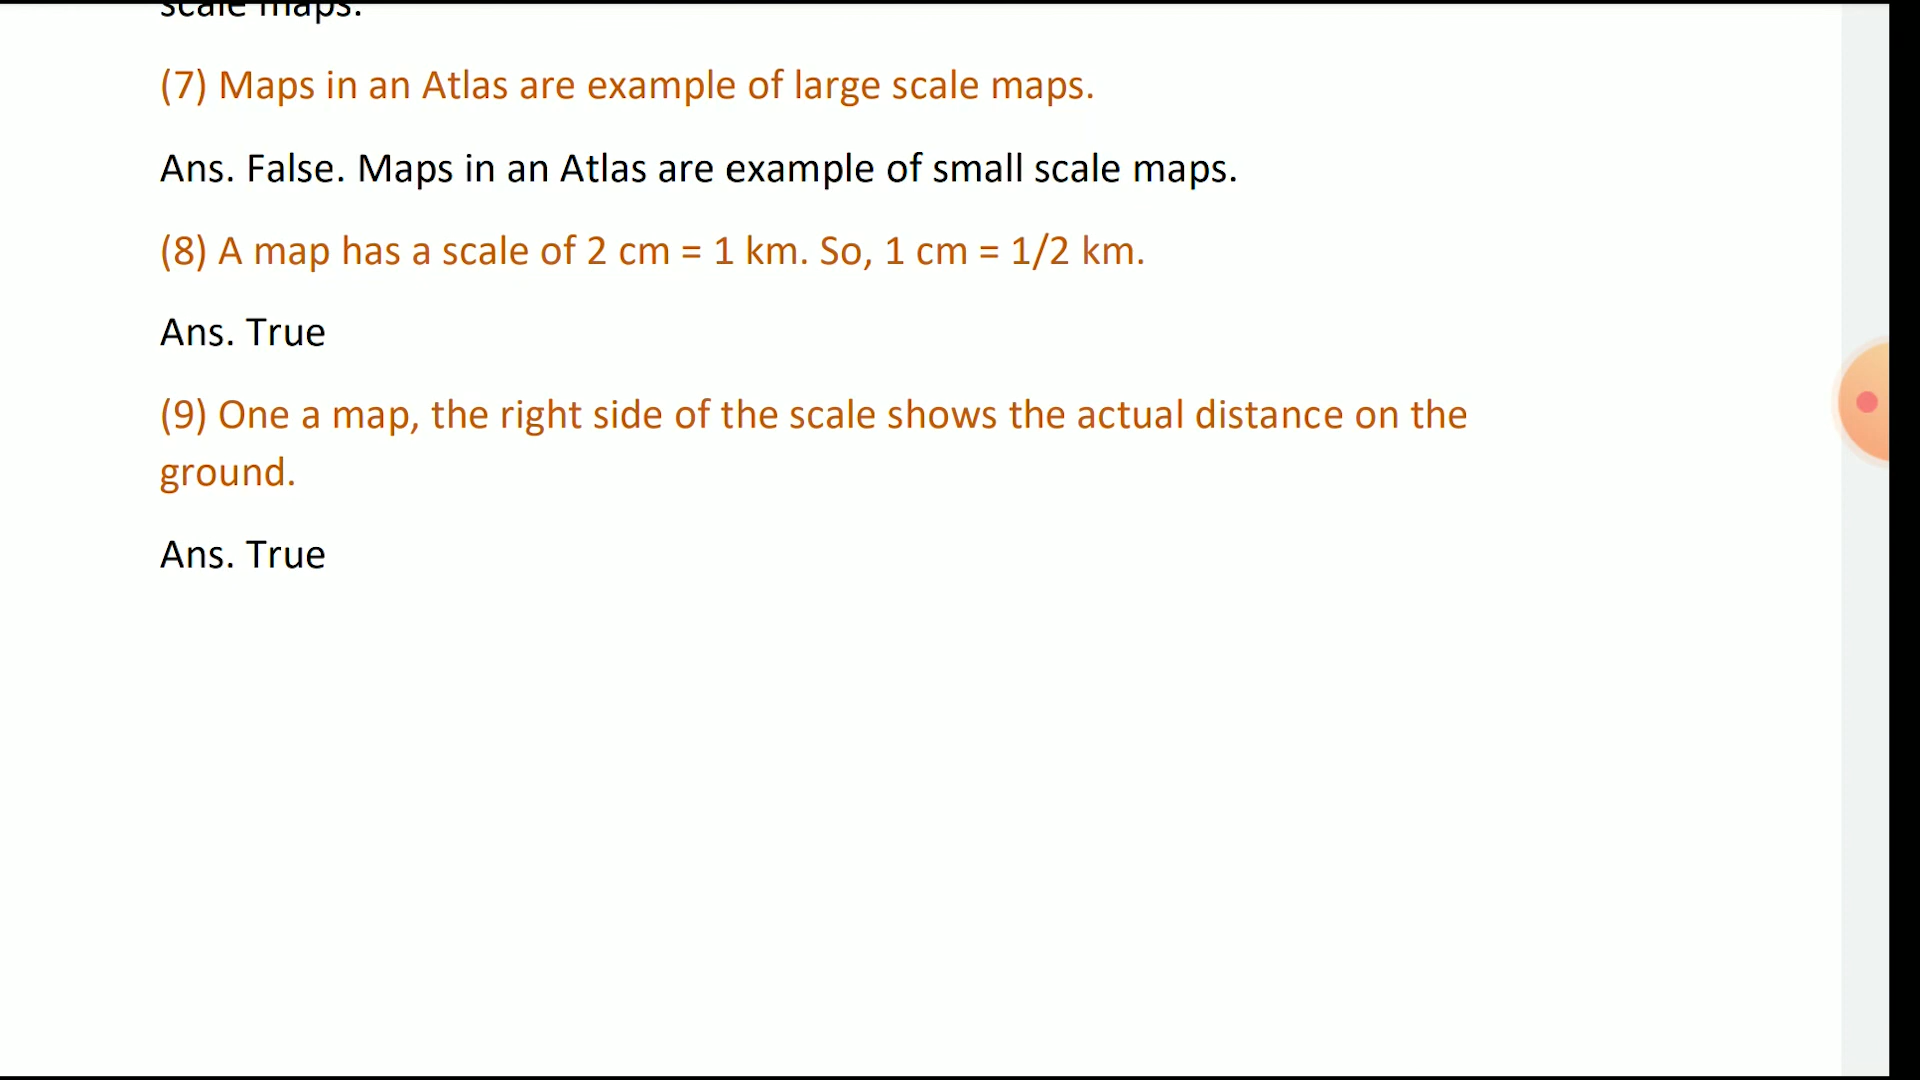 scale maps.
(7) Maps in an Atlas are example of large scale maps.
Ans. False. Maps in an Atlas are example of small scale maps.
(8) A map has a scale of 2 cm = 1 km. So, 1 cm = 1/2 km.
Ans. True
(9) One a map, the right side of the scale shows the actual distance on the
ground.
Ans. True